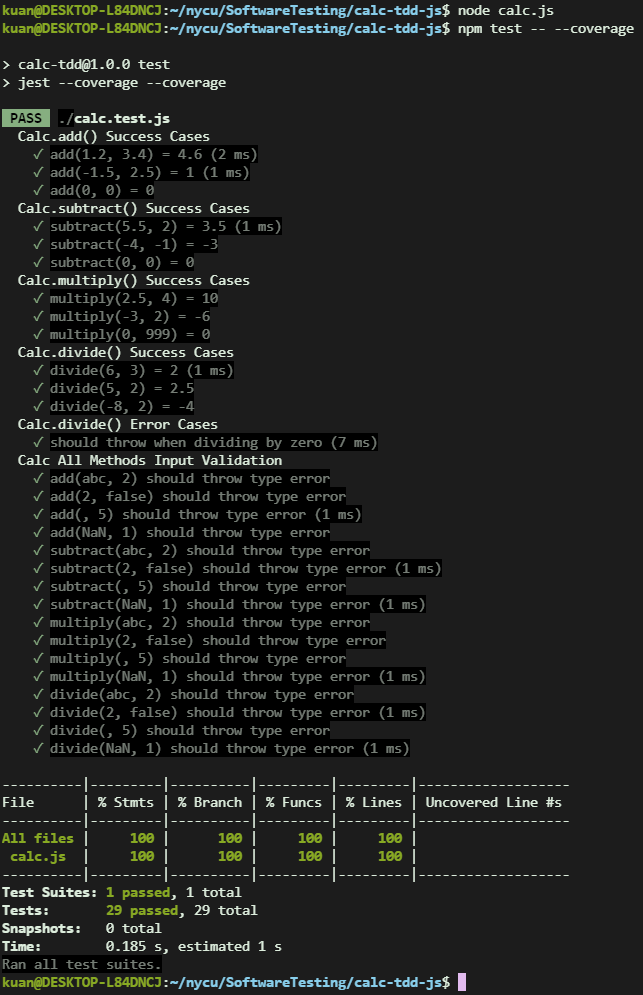 kuan@DESKTOP-L84DNCJ:~/nycu/SoftwareTesting/calc-tdd-js$ node calc.js
kuan@DESKTOP-L84DNCJ:~/nycu/SoftwareTesting/calc-tdd-js$ npm test -- --coverage

> calc-tdd@1.0.0 test
> jest --coverage --coverage

PASS ./calc.test.js
  Calc.add() Success Cases
    ✓ add(1.2, 3.4) = 4.6 (2 ms)
    ✓ add(-1.5, 2.5) = 1 (1 ms)
    ✓ add(0, 0) = 0
  Calc.subtract() Success Cases
    ✓ subtract(5.5, 2) = 3.5 (1 ms)
    ✓ subtract(-4, -1) = -3
    ✓ subtract(0, 0) = 0
  Calc.multiply() Success Cases
    ✓ multiply(2.5, 4) = 10
    ✓ multiply(-3, 2) = -6
    ✓ multiply(0, 999) = 0
  Calc.divide() Success Cases
    ✓ divide(6, 3) = 2 (1 ms)
    ✓ divide(5, 2) = 2.5
    ✓ divide(-8, 2) = -4
  Calc.divide() Error Cases
    ✓ should throw when dividing by zero (7 ms)
  Calc All Methods Input Validation
    ✓ add(abc, 2) should throw type error
    ✓ add(2, false) should throw type error
    ✓ add(, 5) should throw type error (1 ms)
    ✓ add(NaN, 1) should throw type error
    ✓ subtract(abc, 2) should throw type error
    ✓ subtract(2, false) should throw type error (1 ms)
    ✓ subtract(, 5) should throw type error
    ✓ subtract(NaN, 1) should throw type error (1 ms)
    ✓ multiply(abc, 2) should throw type error
    ✓ multiply(2, false) should throw type error
    ✓ multiply(, 5) should throw type error
    ✓ multiply(NaN, 1) should throw type error (1 ms)
    ✓ divide(abc, 2) should throw type error
    ✓ divide(2, false) should throw type error (1 ms)
    ✓ divide(, 5) should throw type error
    ✓ divide(NaN, 1) should throw type error (1 ms)

----------|---------|----------|---------|---------|-------------------
File      | % Stmts | % Branch | % Funcs | % Lines | Uncovered Line #s
----------|---------|----------|---------|---------|-------------------
All files |     100 |      100 |     100 |     100 |
 calc.js  |     100 |      100 |     100 |     100 |
----------|---------|----------|---------|---------|-------------------
Test Suites: 1 passed, 1 total
Tests:       29 passed, 29 total
Snapshots:   0 total
Time:        0.185 s, estimated 1 s
Ran all test suites.
kuan@DESKTOP-L84DNCJ:~/nycu/SoftwareTesting/calc-tdd-js$